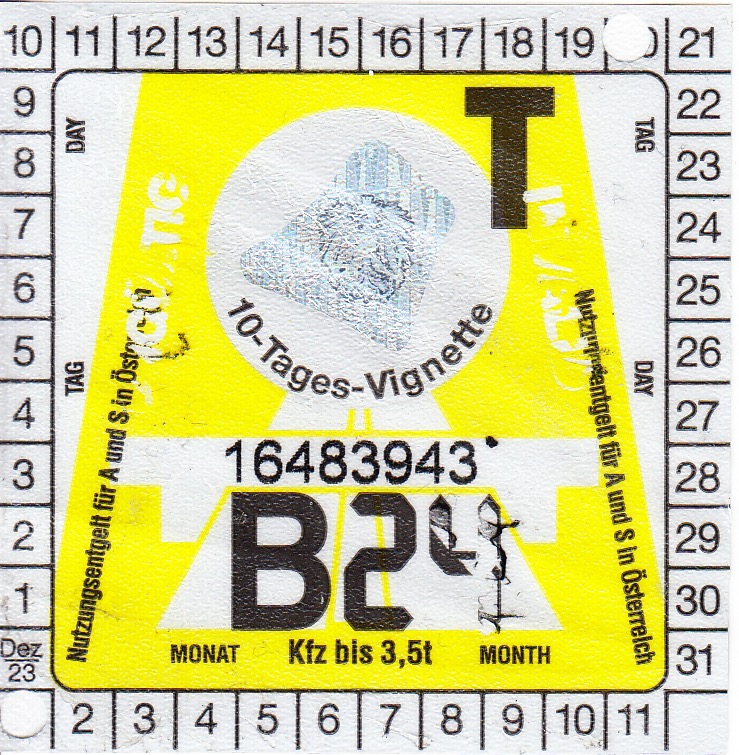 10 11 12 13 14 15 16 17 18 19 21
9 22
DAY T TAG
8 23
7 24
6 25
5 26
4 27
3 28
2 29
1 30
Dez 31
23
2 3 4 5 6 7 8 9 10 11
TAG DAY
10-Tages-Vignette
Nutzungsentgelt für A und S in Österreich
Nutzungsentgelt für A und S in Österreich
16483943
B24
MONAT Kfz bis 3,5t MONTH